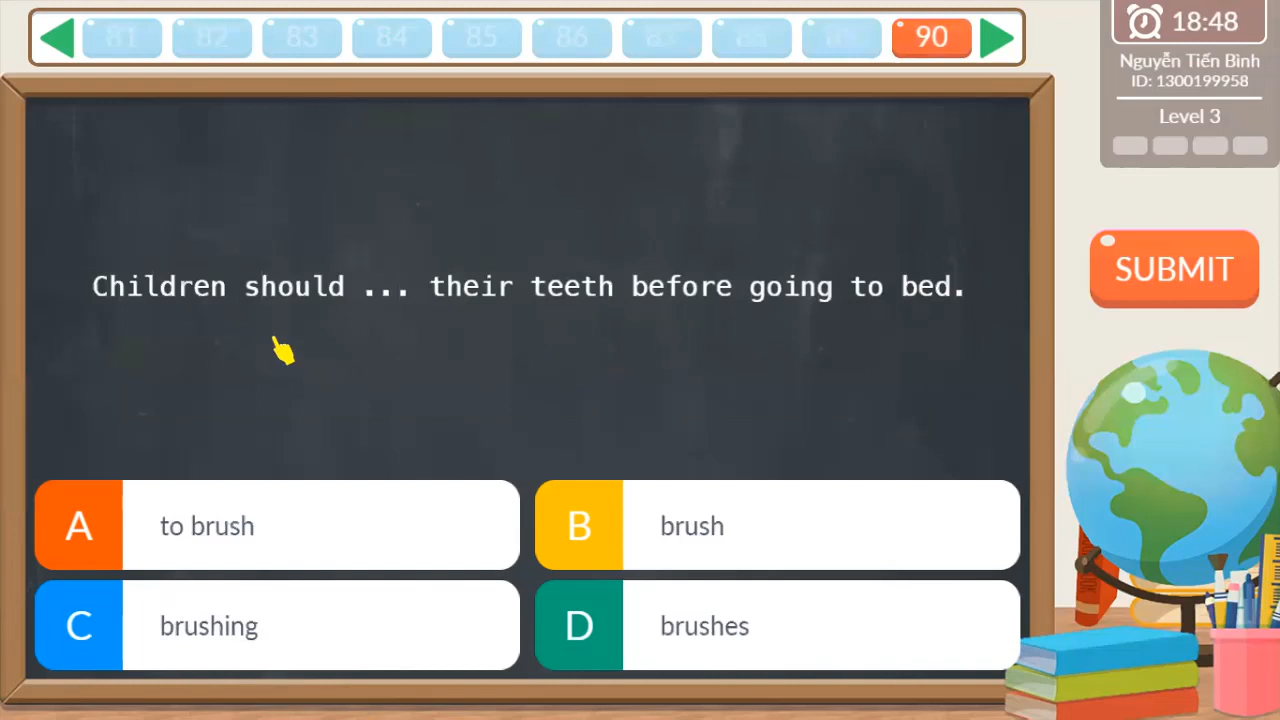 81 82 83 84 85 86 90
18:48
Nguyễn Tiến Bình
ID: 1300199958
Level 3
Children should ... their teeth before going to bed.
SUBMIT
A to brush
B brush
C brushing
D brushes